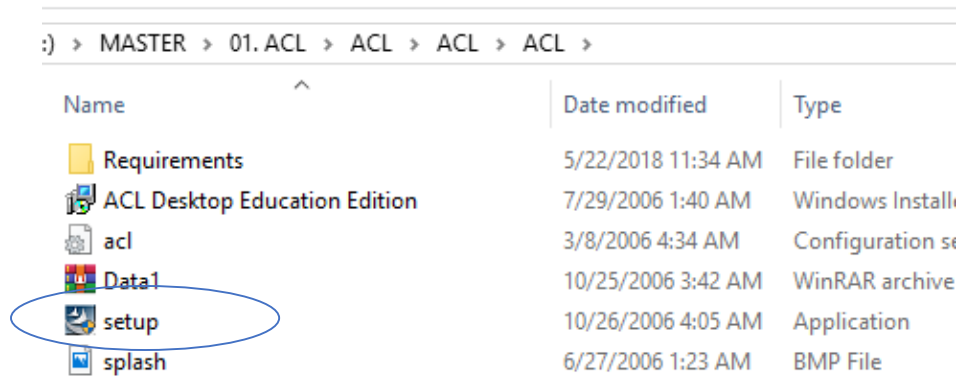 :) > MASTER > 01. ACL > ACL > ACL > ACL >
Name Date modified Type
Requirements 5/22/2018 11:34 AM File folder
ACL Desktop Education Edition 7/29/2006 1:40 AM Windows Installe
acl 3/8/2006 4:34 AM Configuration se
Data1 10/25/2006 3:42 AM WinRAR archive
setup 10/26/2006 4:05 AM Application
splash 6/27/2006 1:23 AM BMP File